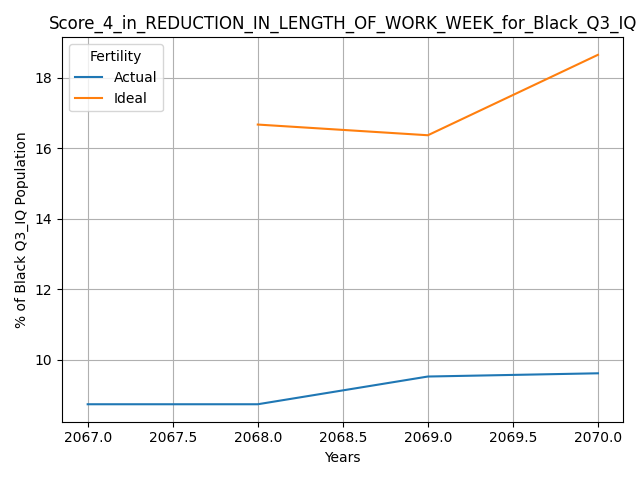 Score_4_in_REDUCTION_IN_LENGTH_OF_WORK_WEEK_for_Black_Q3_IQ
Fertility
Actual
Ideal
% of Black Q3_IQ Population
18
16
14
12
10
2067.0 2067.5 2068.0 2068.5 2069.0 2069.5 2070.0
Years